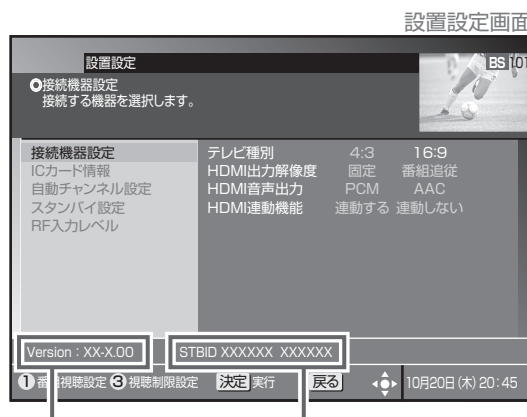 設置設定画面
設置設定
BS 101
接続機器設定
接続する機器を選択します。
接続機器設定
ICカード情報
自動チャンネル設定
スタンバイ設定
RF入力レベル
テレビ種別 4:3 16:9
HDMI出力解像度 固定 番組追従
HDMI音声出力 PCM AAC
HDMI連動機能 連動する 連動しない
Version：XX-X.00 STBID XXXXXX XXXXXX
1 番組視聴設定 3 視聴制限設定 決定 実行 戻る 10月20日(木) 20:45